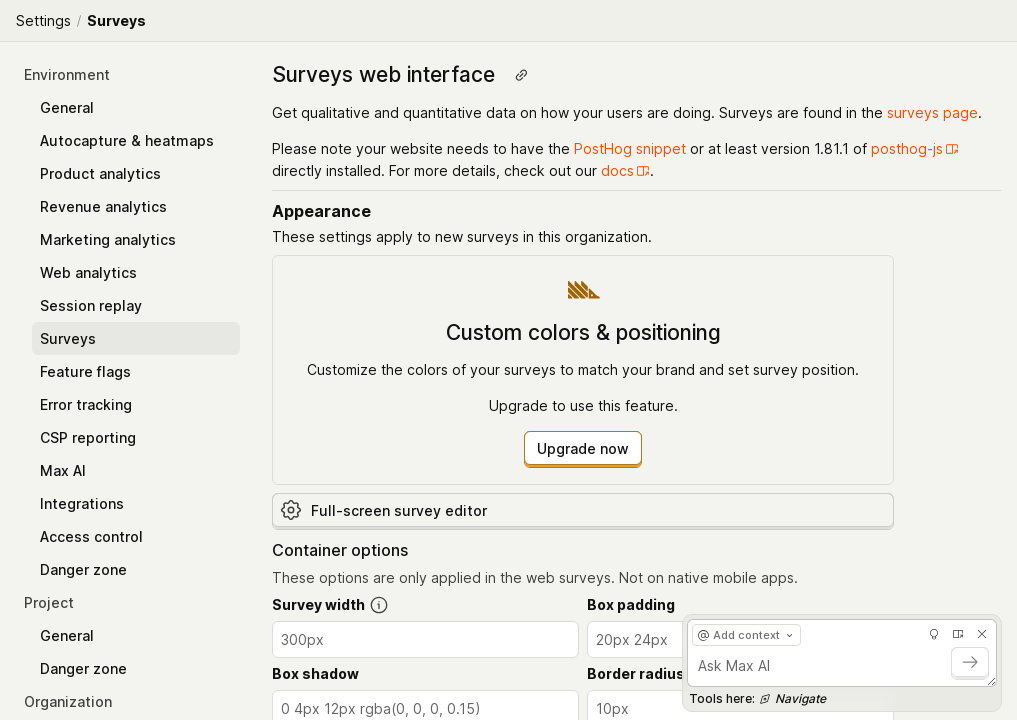 Settings / Surveys
Environment
General
Autocapture & heatmaps
Product analytics
Revenue analytics
Marketing analytics
Web analytics
Session replay
Surveys
Feature flags
Error tracking
CSP reporting
Max AI
Integrations
Access control
Danger zone
Project
General
Danger zone
Organization
Surveys web interface
Get qualitative and quantitative data on how your users are doing. Surveys are found in the surveys page.
Please note your website needs to have the PostHog snippet or at least version 1.81.1 of posthog-js
directly installed. For more details, check out our docs.
Appearance
These settings apply to new surveys in this organization.
Custom colors & positioning
Customize the colors of your surveys to match your brand and set survey position.
Upgrade to use this feature.
Upgrade now
Full-screen survey editor
Container options
These options are only applied in the web surveys. Not on native mobile apps.
Survey width
300px
Box padding
20px 24px
Box shadow
0 4px 12px rgba(0, 0, 0, 0.15)
Border radius
10px
@ Add context
Ask Max AI
Tools here: Navigate